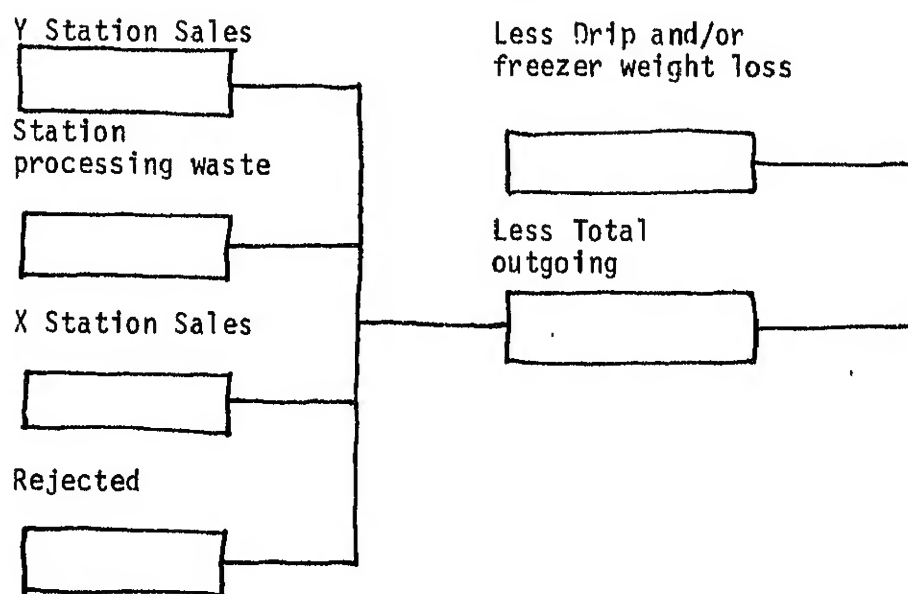 Y Station Sales
Station
processing waste
X Station Sales
Rejected
Less Drip and/or
freezer weight loss
Less Total
outgoing